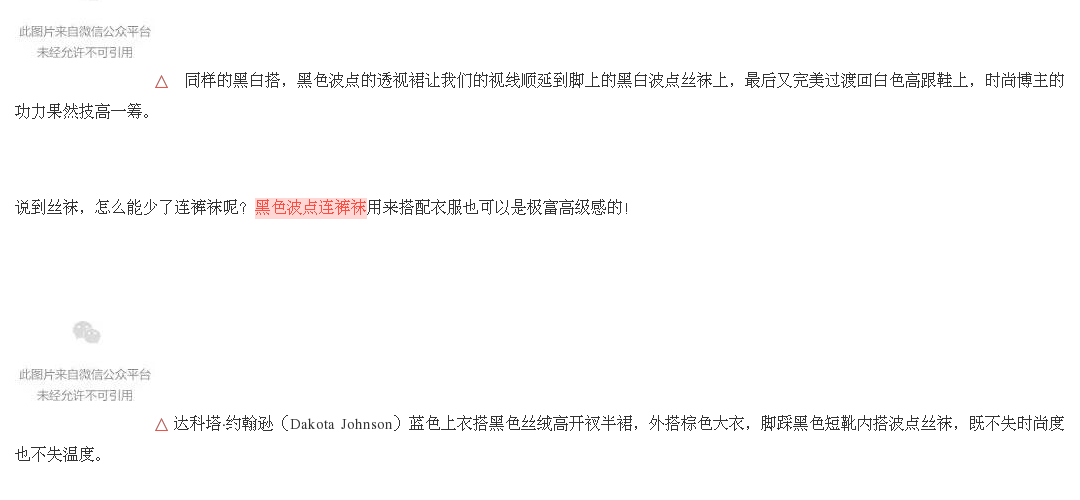 此图片来自微信公众平台
未经允许不可引用
△ 同样的黑白搭，黑色波点的透视裙让我们的视线顺延到脚上的黑白波点丝袜上，最后又完美过渡回白色高跟鞋上，时尚博主的
功力果然技高一筹。
说到丝袜，怎么能少了连裤袜呢？黑色波点连裤袜用来搭配衣服也可以是极富高级感的！
此图片来自微信公众平台
未经允许不可引用
△ 达科塔·约翰逊（Dakota Johnson）蓝色上衣搭黑色丝绒高开衩半裙，外搭棕色大衣，脚踩黑色短靴内搭波点丝袜，既不失时尚度
也不失温度。